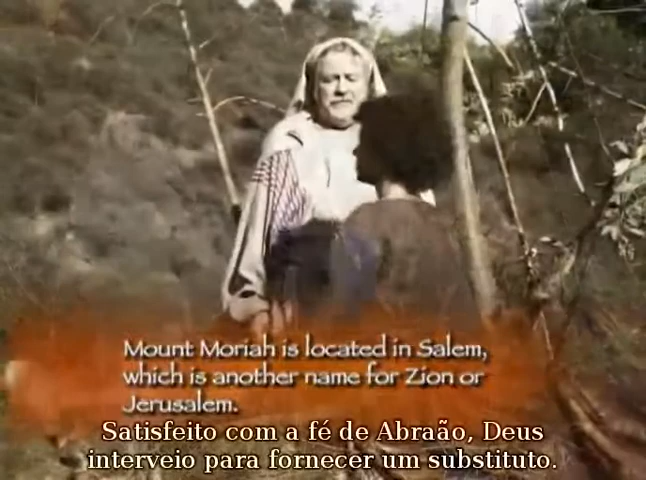 Mount Moriah is located in Salem,
which is another name for Zion or
Jerusalem.
Satisfeito com a fé de Abraão, Deus
interveio para fornecer um substituto.